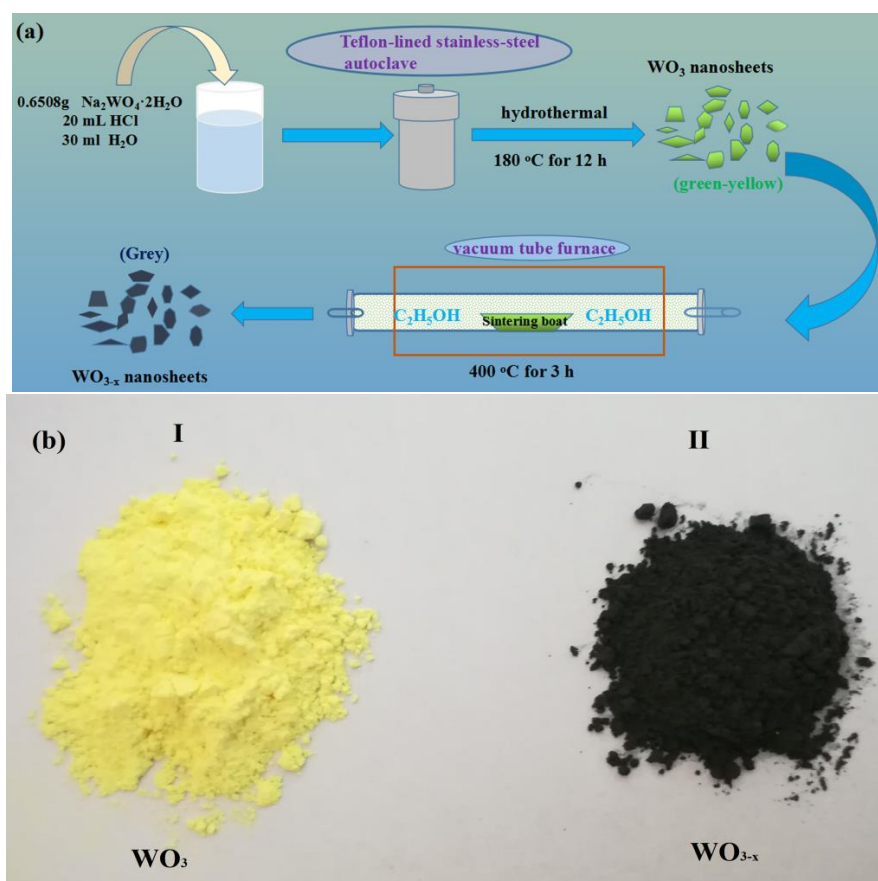 (a)
Teflon-lined stainless-steel
autoclave
0.6508g Na₂WO₄·2H₂O
20 mL HCl
30 ml H₂O
hydrothermal
180 °C for 12 h
WO₃ nanosheets
(green-yellow)
vacuum tube furnace
C₂H₅OH
Sintering boat
C₂H₅OH
400 °C for 3 h
(Grey)
WO₃₋ₓ nanosheets
(b)
I
II
WO₃
WO₃₋ₓ